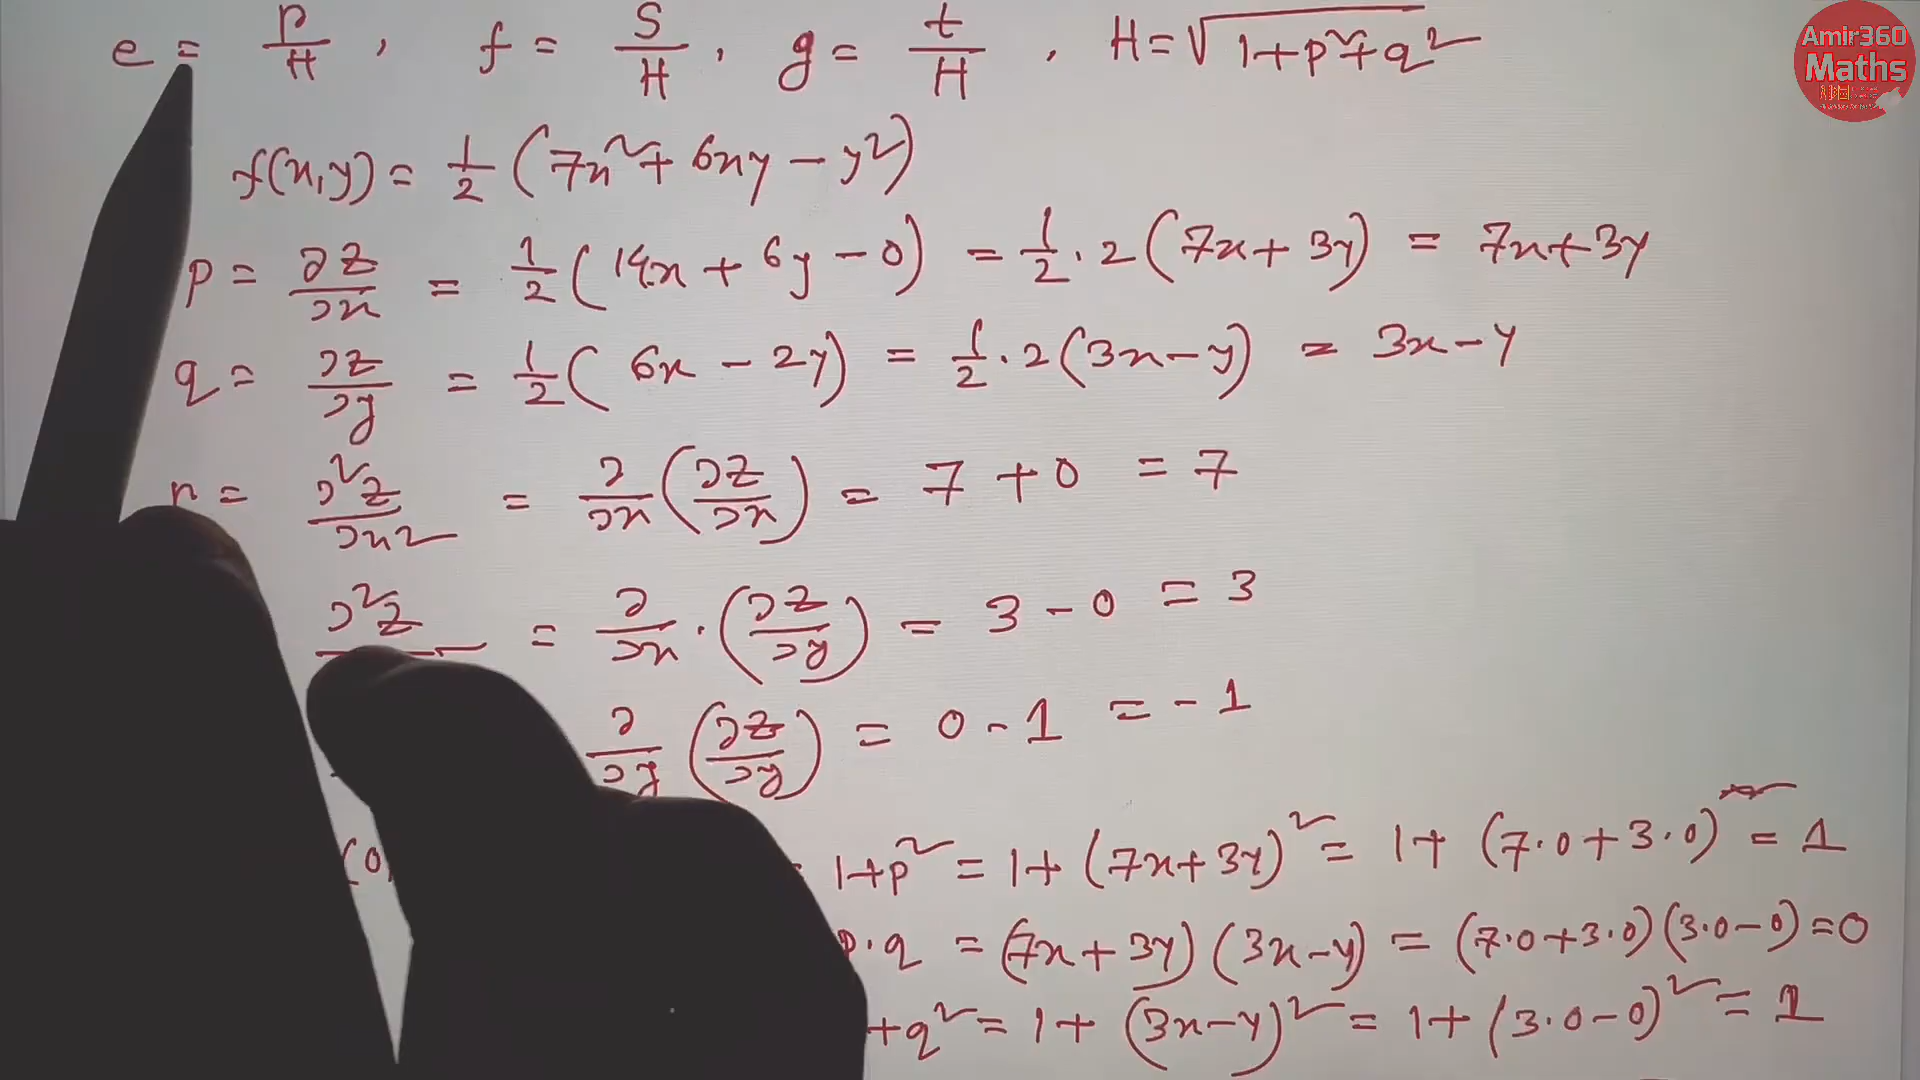 e = r/H , f = S/H , g = t/H , H = √(1+p²+q²)
Amir360
Maths
f(x,y) = 1/2 (7x²+ 6xy − y²)
p = ∂z/∂x = 1/2 (14x + 6y − 0) = 1/2 · 2 (7x + 3y) = 7x+3y
q = ∂z/∂y = 1/2 ( 6x − 2y) = 1/2 · 2 (3x − y) = 3x − y
r = ∂²z/∂x² = ∂/∂x (∂z/∂x) = 7 + 0 = 7
∂²z = ∂/∂x · (∂z/∂y) = 3 − 0 = 3
∂/∂y (∂z/∂y) = 0 − 1 = − 1
(0, = 1+p² = 1+ (7x+3y)² = 1+ (7·0+3·0)² = 1
p·q = (7x+3y) (3x−y) = (7·0+3·0) (3·0−0) = 0
+q² = 1+ (3x−y)² = 1+ (3·0−0)² = 1